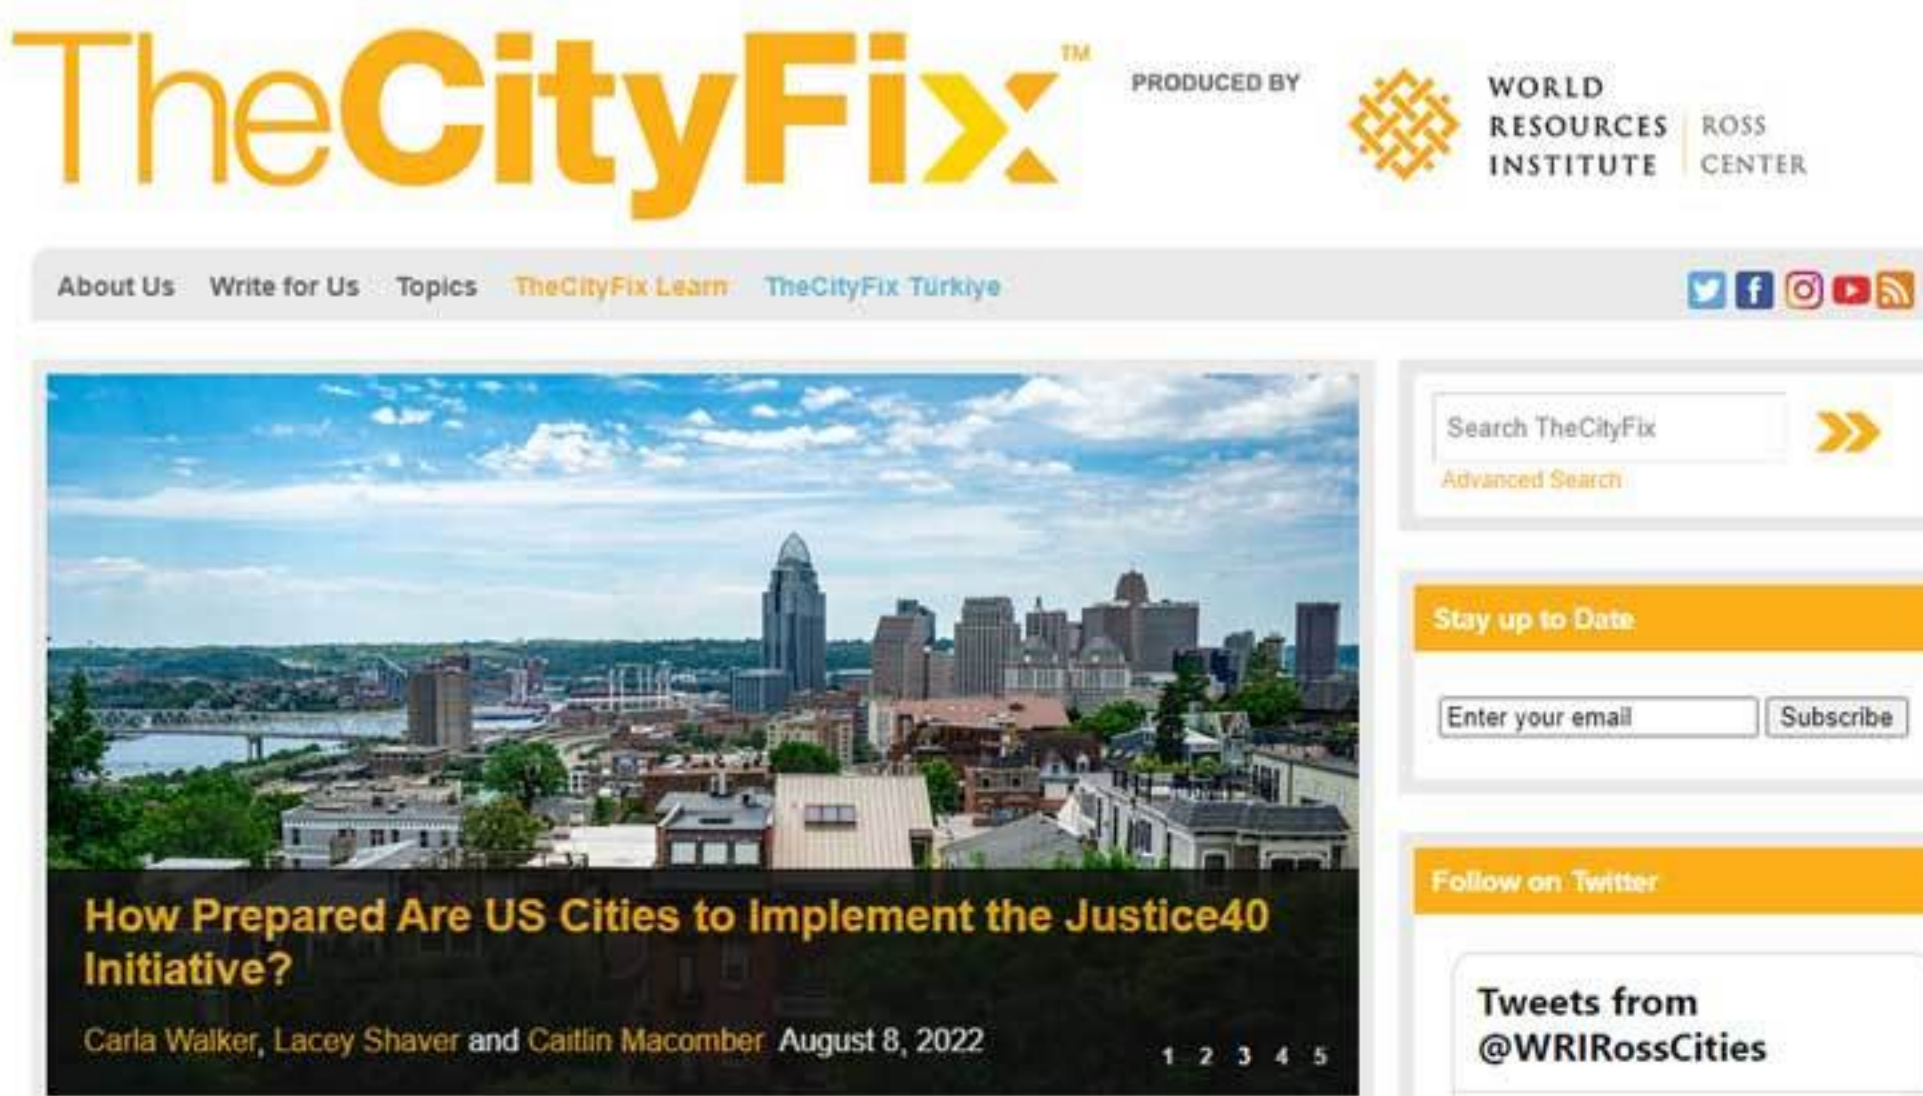 TheCityFix™
PRODUCED BY
WORLD
RESOURCES
INSTITUTE
ROSS
CENTER
About Us Write for Us Topics TheCityFix Learn TheCityFix Türkiye
Search TheCityFix
Advanced Search
Stay up to Date
Enter your email Subscribe
Follow on Twitter
Tweets from
@WRIRossCities
How Prepared Are US Cities to Implement the Justice40
Initiative?
Carla Walker, Lacey Shaver and Caitlin Macomber August 8, 2022
1 2 3 4 5